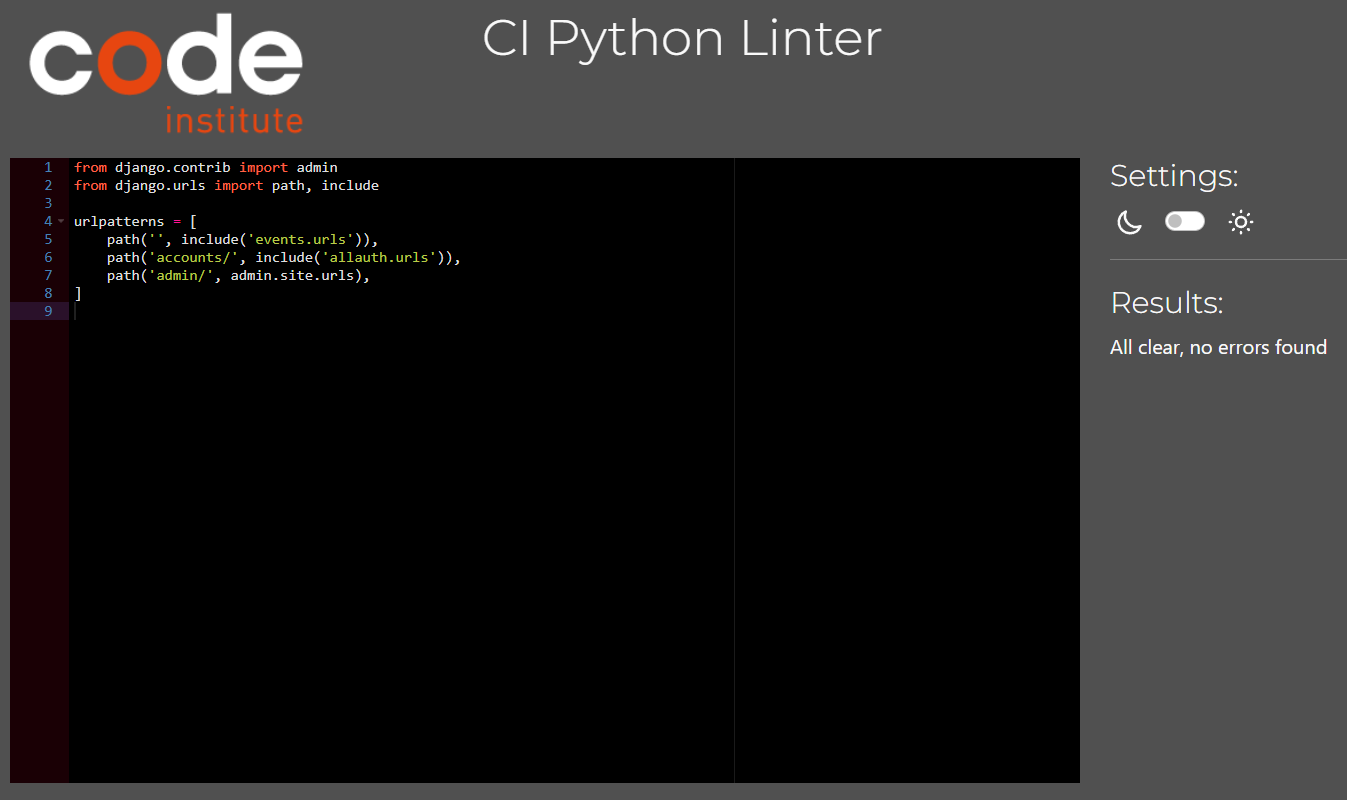 code
institute
CI Python Linter
1 from django.contrib import admin
2 from django.urls import path, include
3
4 urlpatterns = [
5     path('', include('events.urls')),
6     path('accounts/', include('allauth.urls')),
7     path('admin/', admin.site.urls),
8 ]
9
Settings:
Results:
All clear, no errors found